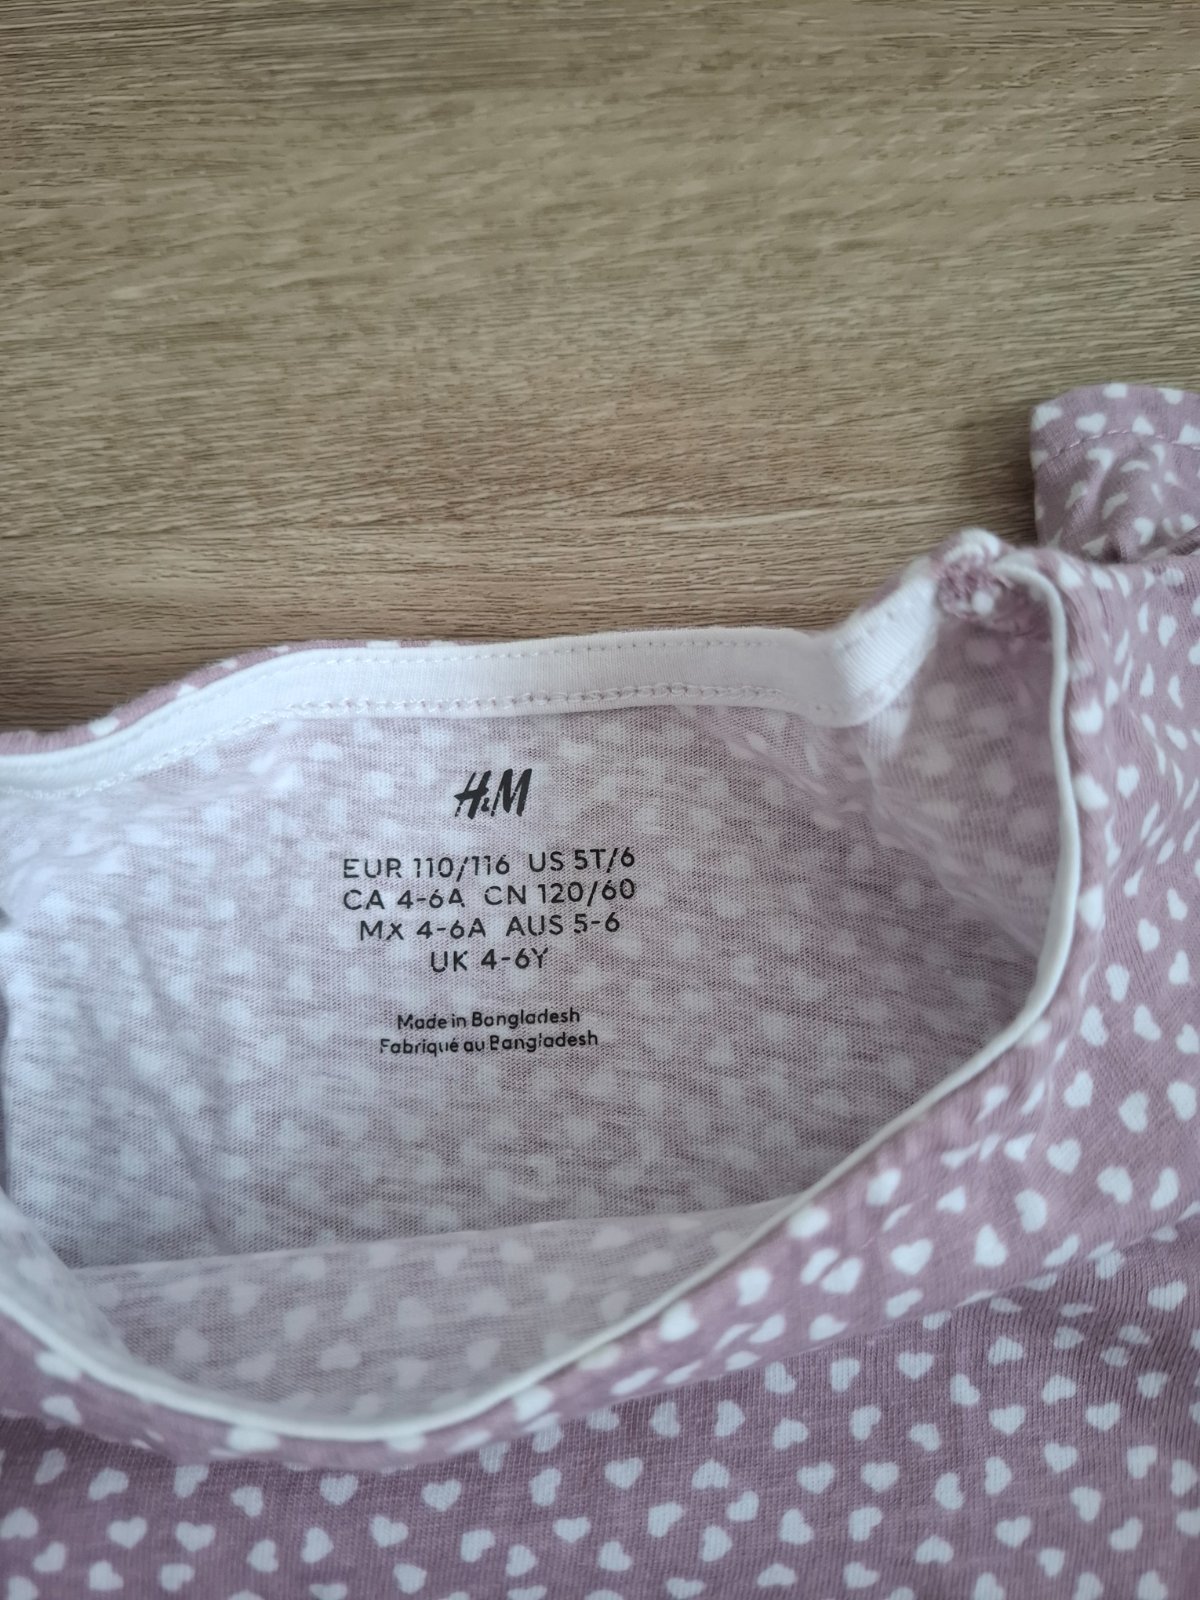 H&M
EUR 110/116 US 5T/6
CA 4-6A CN 120/60
MX 4-6A AUS 5-6
UK 4-6Y
Made in Bangladesh
Fabriqué au Bangladesh